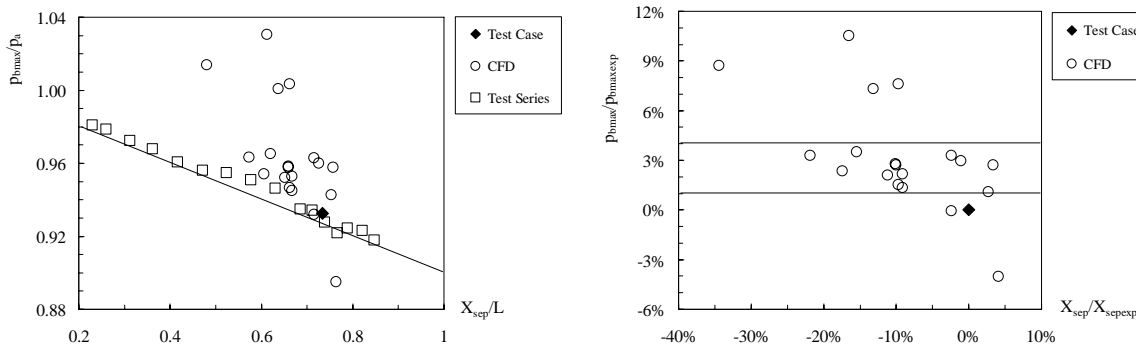 p_bmax/p_a
1.04
1.00
0.96
0.92
0.88
0.2
0.4
0.6
0.8
1
X_sep/L
Test Case
CFD
Test Series
p_bmax/p_bmaxexp
12%
9%
6%
3%
0%
-3%
-6%
-40%
-30%
-20%
-10%
0%
10%
X_sep/X_sepexp
Test Case
CFD